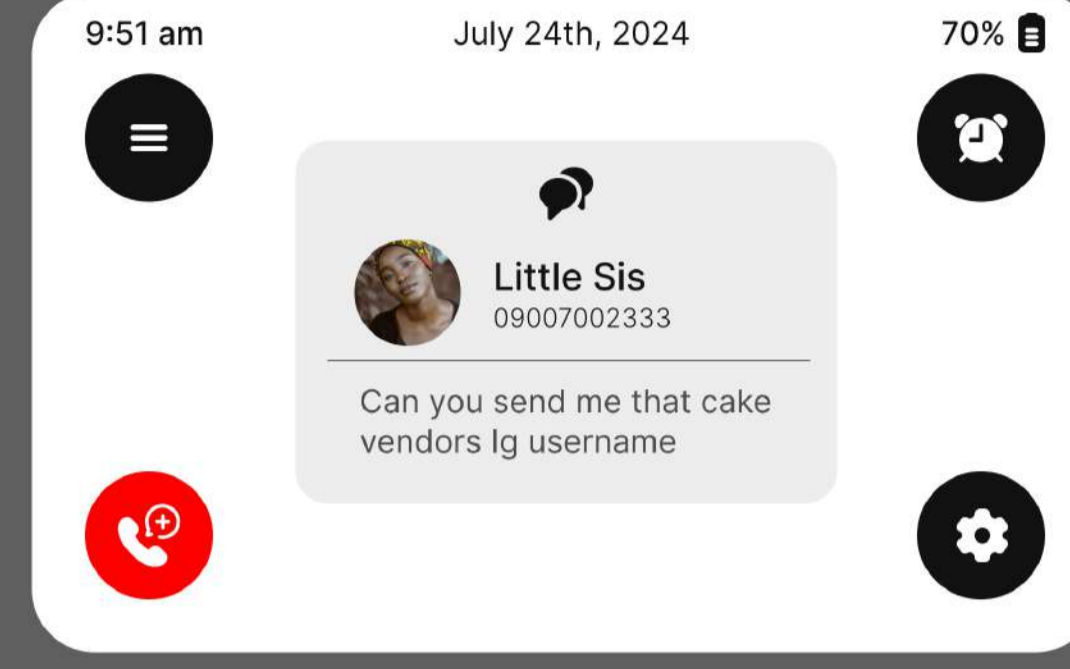 9:51 am
July 24th, 2024
70%
Little Sis
09007002333
Can you send me that cake
vendors Ig username